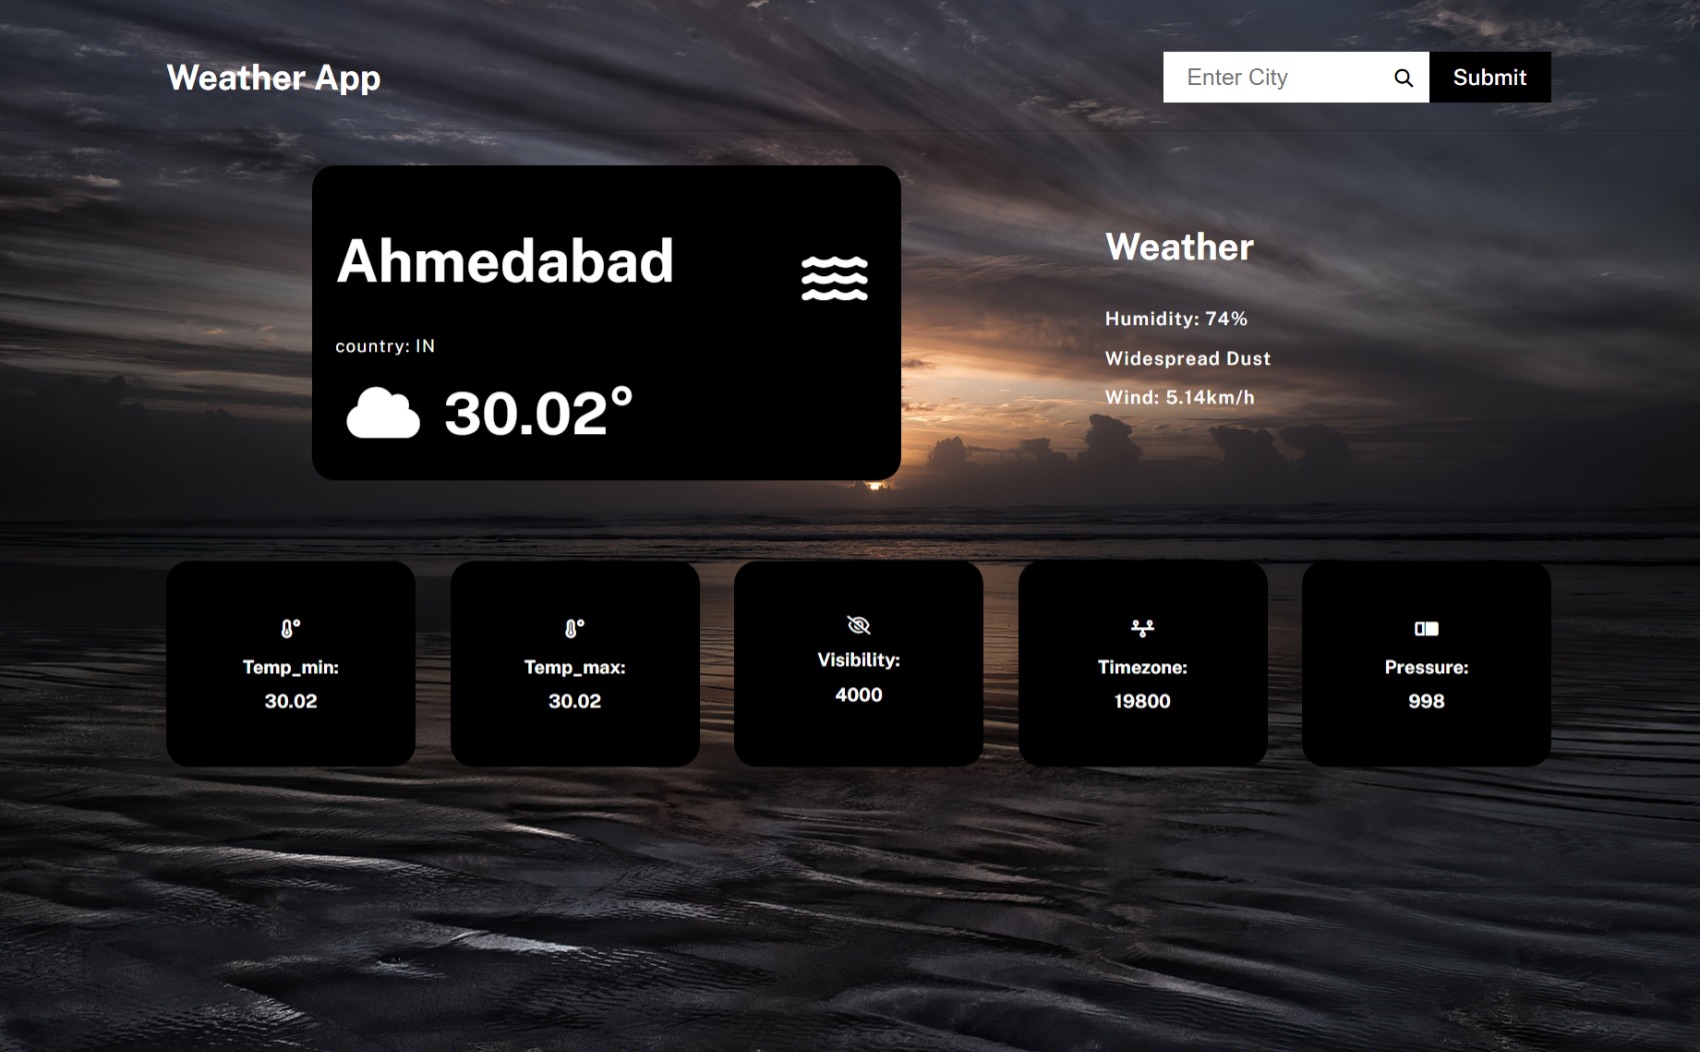 Weather App
Enter City
Submit
Ahmedabad
country: IN
30.02°
Weather
Humidity: 74%
Widespread Dust
Wind: 5.14km/h
Temp_min:
30.02
Temp_max:
30.02
Visibility:
4000
Timezone:
19800
Pressure:
998